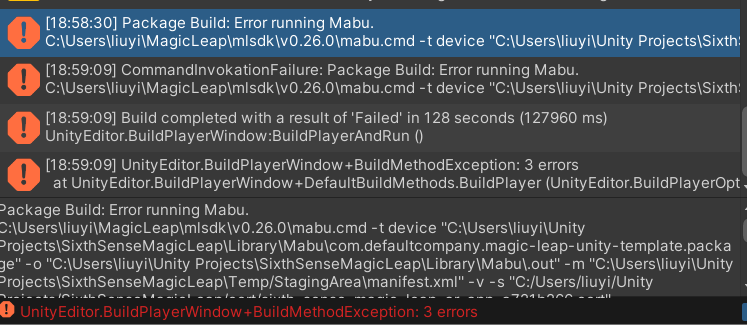 [18:58:30] Package Build: Error running Mabu.
C:\Users\liuyi\MagicLeap\mlsdk\v0.26.0\mabu.cmd -t device "C:\Users\liuyi\Unity Projects\SixthS
[18:59:09] CommandInvokationFailure: Package Build: Error running Mabu.
C:\Users\liuyi\MagicLeap\mlsdk\v0.26.0\mabu.cmd -t device "C:\Users\liuyi\Unity Projects\SixthS
[18:59:09] Build completed with a result of 'Failed' in 128 seconds (127960 ms)
UnityEditor.BuildPlayerWindow:BuildPlayerAndRun ()
[18:59:09] UnityEditor.BuildPlayerWindow+BuildMethodException: 3 errors
at UnityEditor.BuildPlayerWindow+DefaultBuildMethods.BuildPlayer (UnityEditor.BuildPlayerOpt
Package Build: Error running Mabu.
C:\Users\liuyi\MagicLeap\mlsdk\v0.26.0\mabu.cmd -t device "C:\Users\liuyi\Unity
Projects\SixthSenseMagicLeap\Library\Mabu\com.defaultcompany.magic-leap-unity-template.packa
ge" -o "C:\Users\liuyi\Unity Projects\SixthSenseMagicLeap\Library\Mabu\.out" -m "C:\Users\liuyi\Unity
Projects\SixthSenseMagicLeap\Temp/StagingArea\manifest.xml" -v -s "C:/Users/liuyi/Unity
UnityEditor.BuildPlayerWindow+BuildMethodException: 3 errors